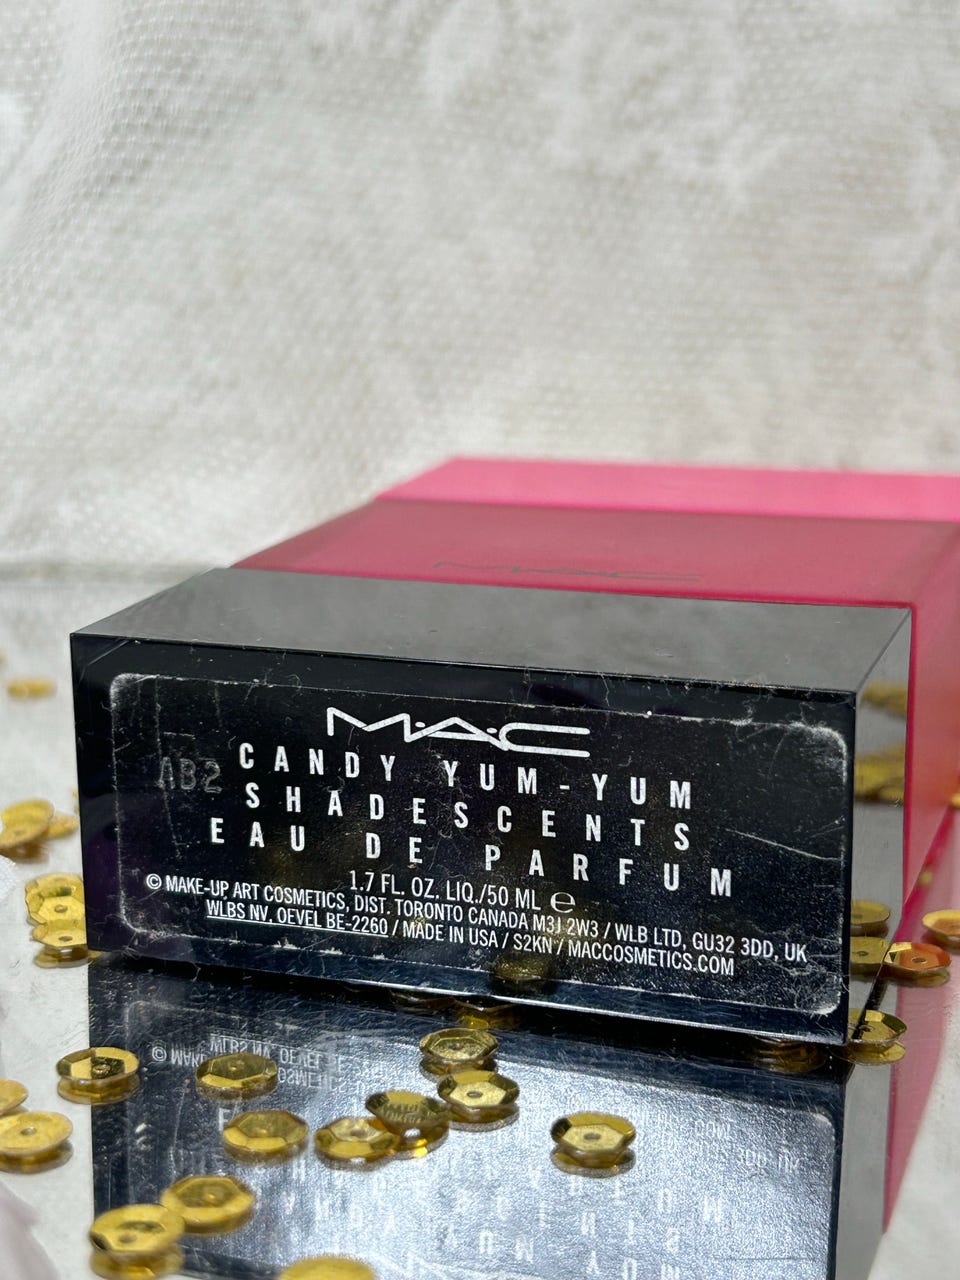 MAC
M·A·C
AB2
CANDY YUM-YUM
SHADESCENTS
EAU DE PARFUM
1.7 FL. OZ. LIQ./50 ML ℮
© MAKE-UP ART COSMETICS, DIST. TORONTO CANADA M3J 2W3 / WLB LTD, GU32 3DD, UK
WLBS NV. OEVEL BE-2260 / MADE IN USA / S2KN / MACCOSMETICS.COM